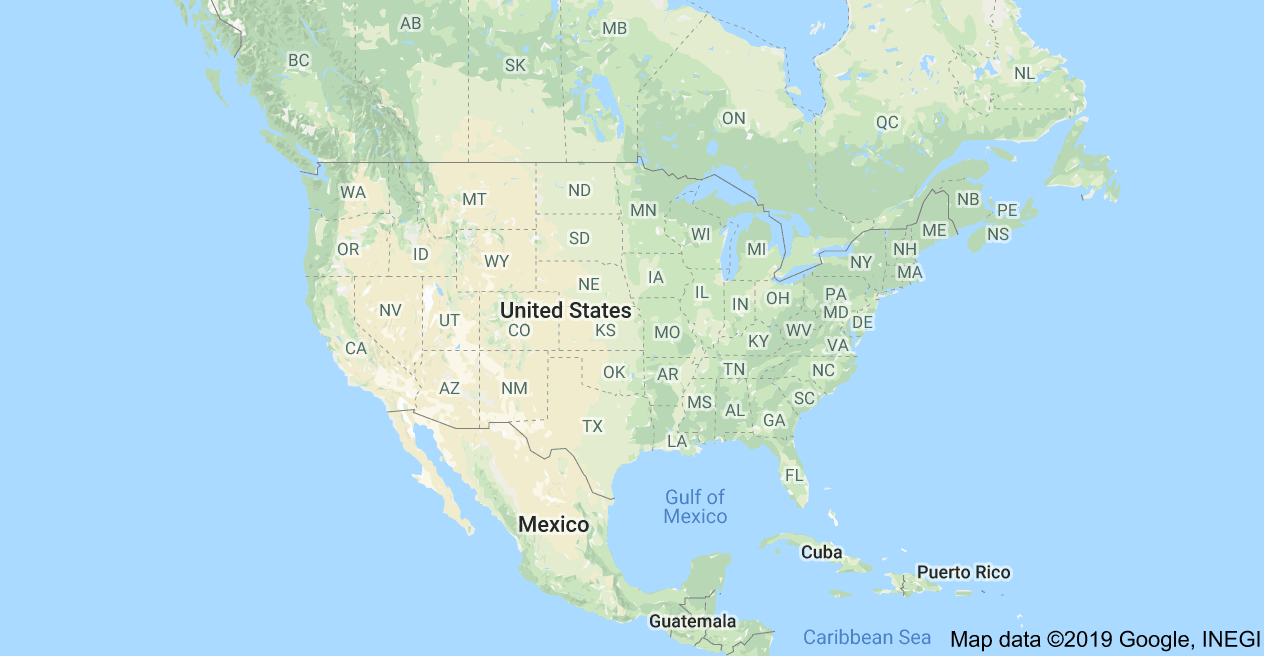 AB
MB
BC
SK
NL
ON
QC
WA
MT
ND
MN
NB
PE
OR
ID
SD
WI
MI
ME
NS
WY
NY
NH
MA
NE
IA
IL
IN
OH
PA
NV
UT
United States
MD
CO
KS
MO
WV
DE
CA
KY
VA
AZ
NM
OK
AR
TN
NC
TX
MS
AL
SC
GA
LA
FL
Gulf of
Mexico
Mexico
Cuba
Puerto Rico
Guatemala
Caribbean Sea
Map data ©2019 Google, INEGI